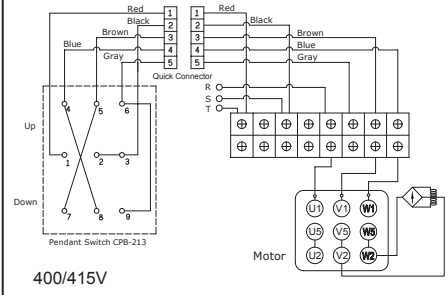 Red
Black
Brown
Blue
Gray
1
2
3
4
5
1
2
3
4
5
Red
Black
Brown
Blue
Gray
Quick Connector
R
S
T
Up
4 5 6
1 2 3
Down
7 8 9
Pendant Switch CPB-213
U1 V1 W1
U5 V5 W5
U2 V2 W2
Motor
400/415V